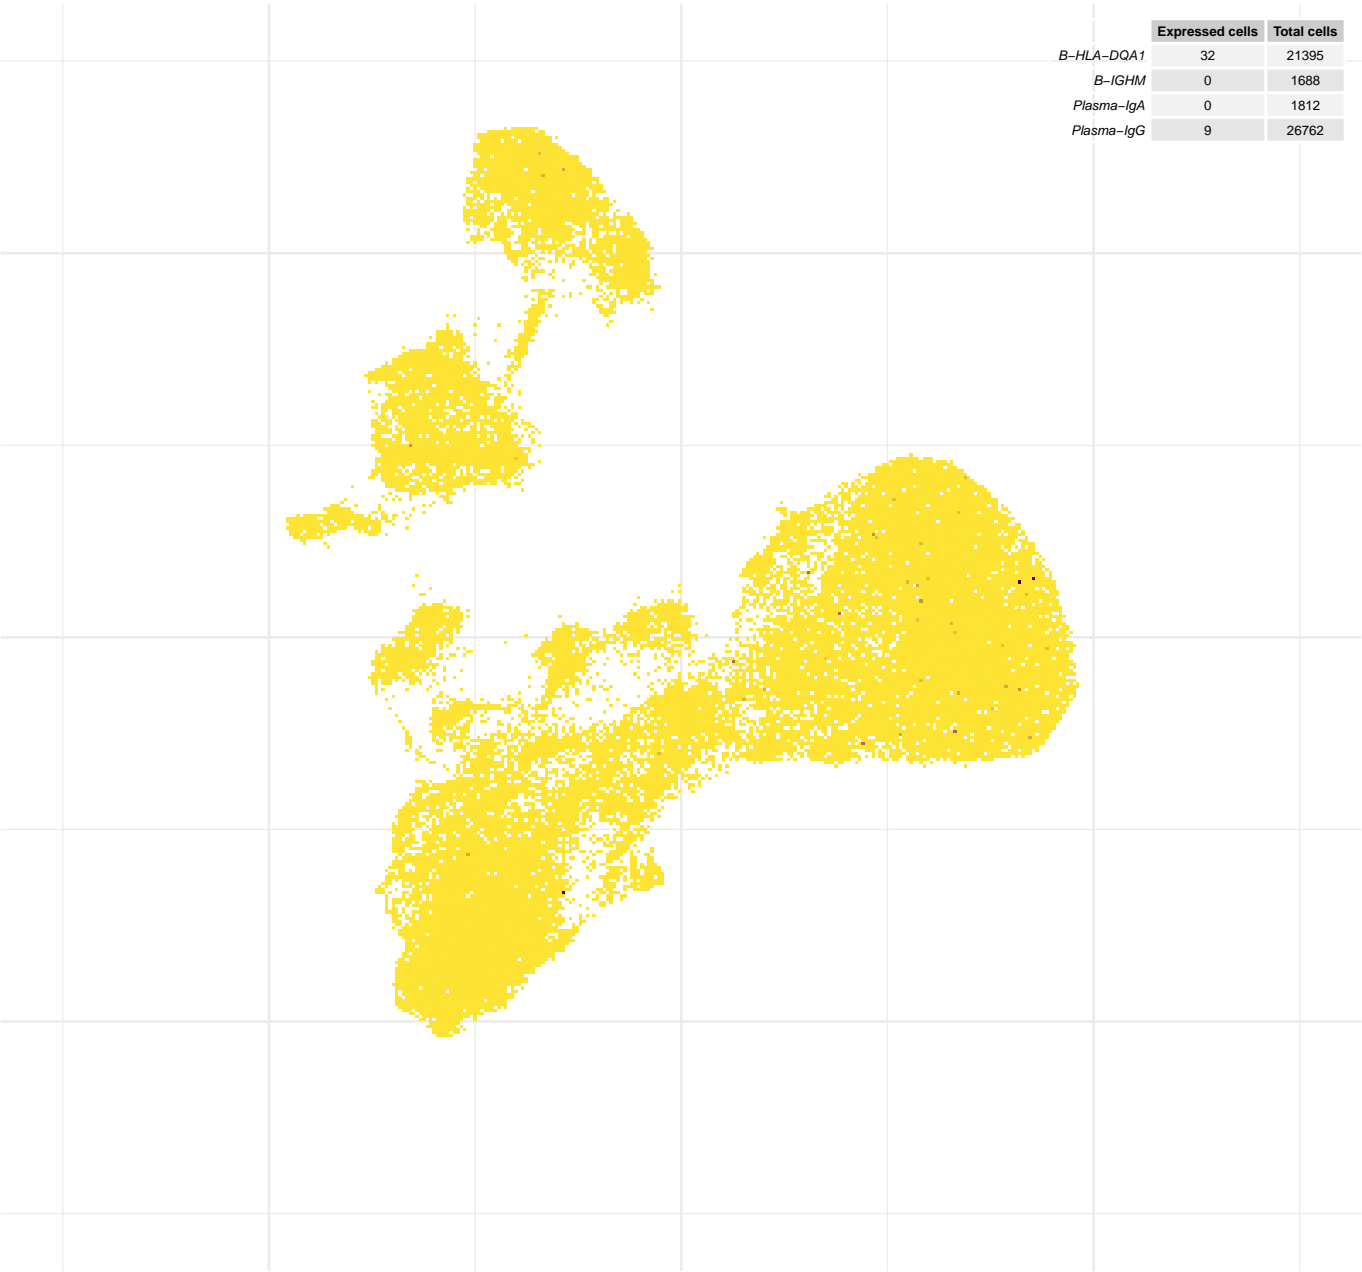 Expressed cells Total cells
B−HLA−DQA1 32 21395
B−IGHM 0 1688
Plasma−IgA 0 1812
Plasma−IgG 9 26762